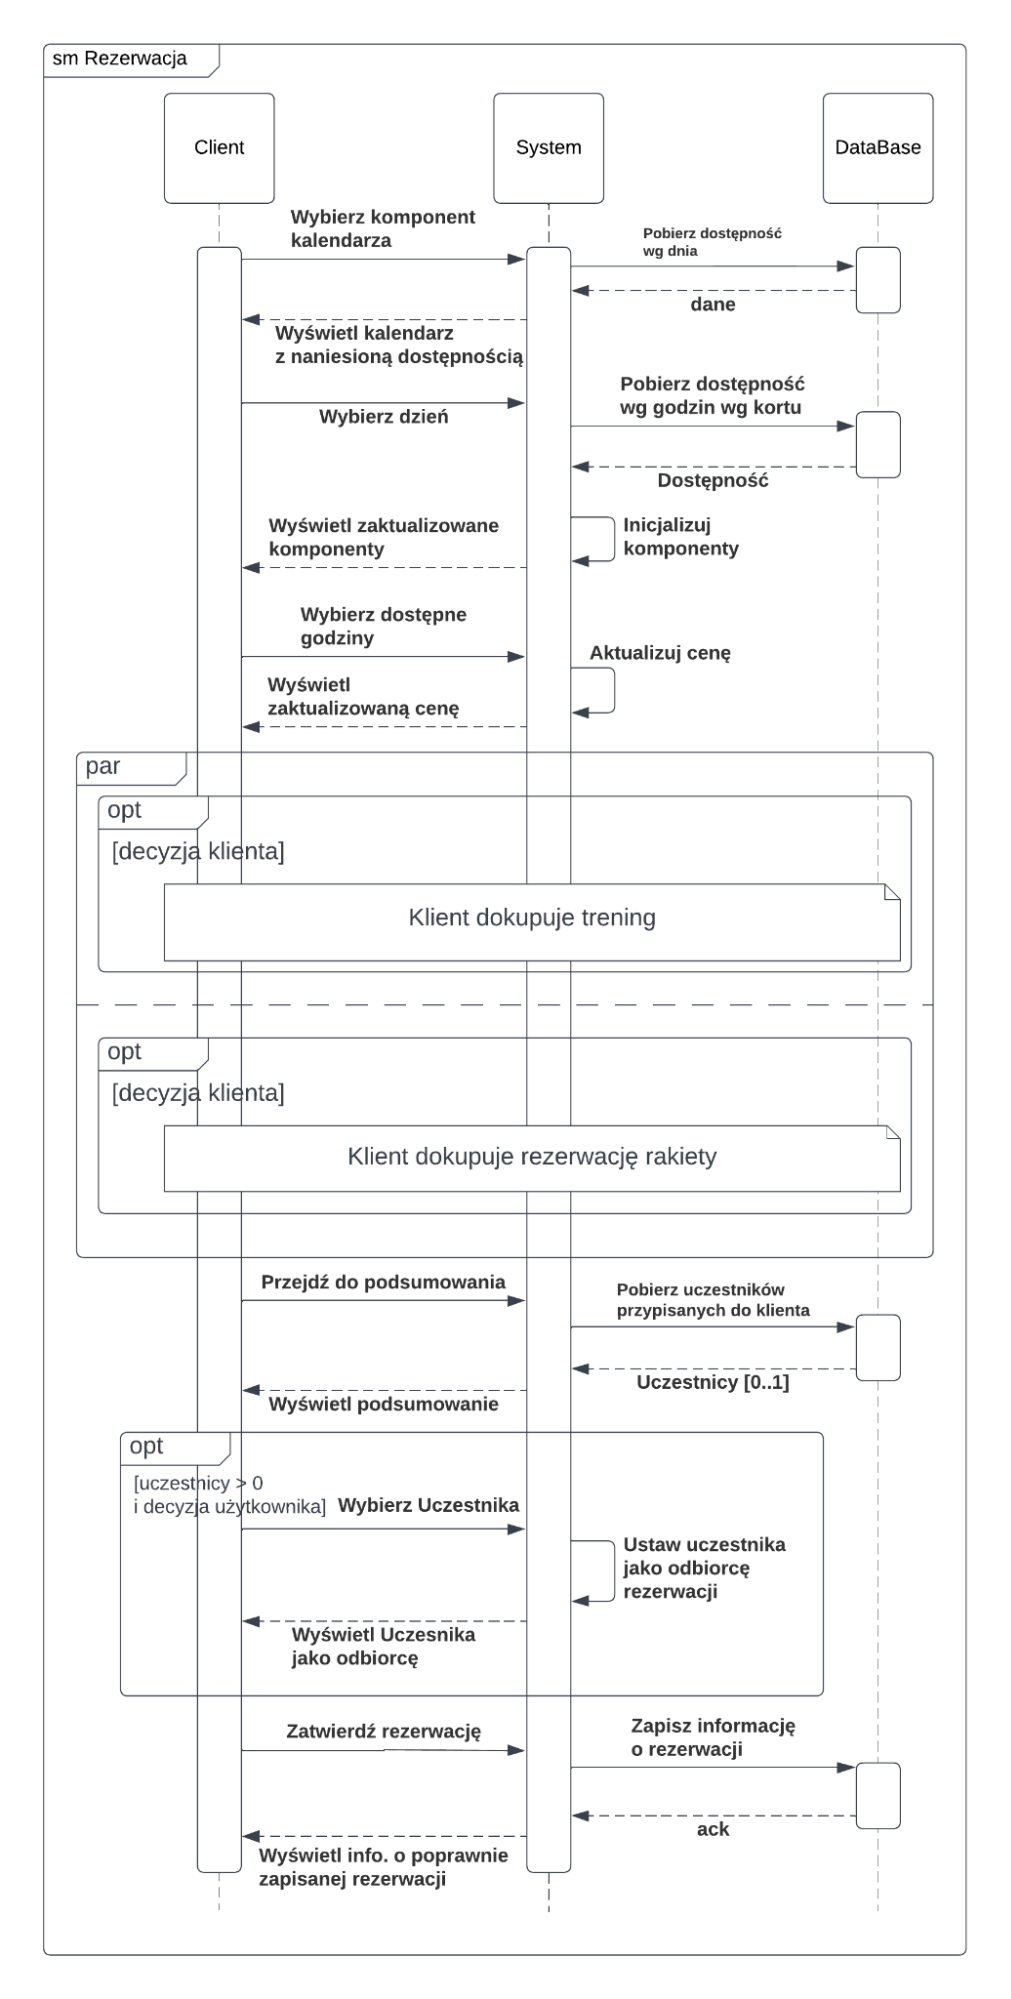 sm Rezerwacja
Client
System
DataBase
Wybierz komponent
kalendarza
Pobierz dostępność
wg dnia
dane
Wyświetl kalendarz
z naniesioną dostępnością
Wybierz dzień
Pobierz dostępność
wg godzin wg kortu
Dostępność
Inicjalizuj
komponenty
Wyświetl zaktualizowane
komponenty
Wybierz dostępne
godziny
Aktualizuj cenę
Wyświetl
zaktualizowaną cenę
par
opt
[decyzja klienta]
Klient dokupuje trening
opt
[decyzja klienta]
Klient dokupuje rezerwację rakiety
Przejdź do podsumowania
Pobierz uczestników
przypisanych do klienta
Uczestnicy [0..1]
Wyświetl podsumowanie
opt
[uczestnicy > 0
i decyzja użytkownika]
Wybierz Uczestnika
Ustaw uczestnika
jako odbiorcę
rezerwacji
Wyświetl Uczesnika
jako odbiorcę
Zatwierdź rezerwację
Zapisz informację
o rezerwacji
ack
Wyświetl info. o poprawnie
zapisanej rezerwacji